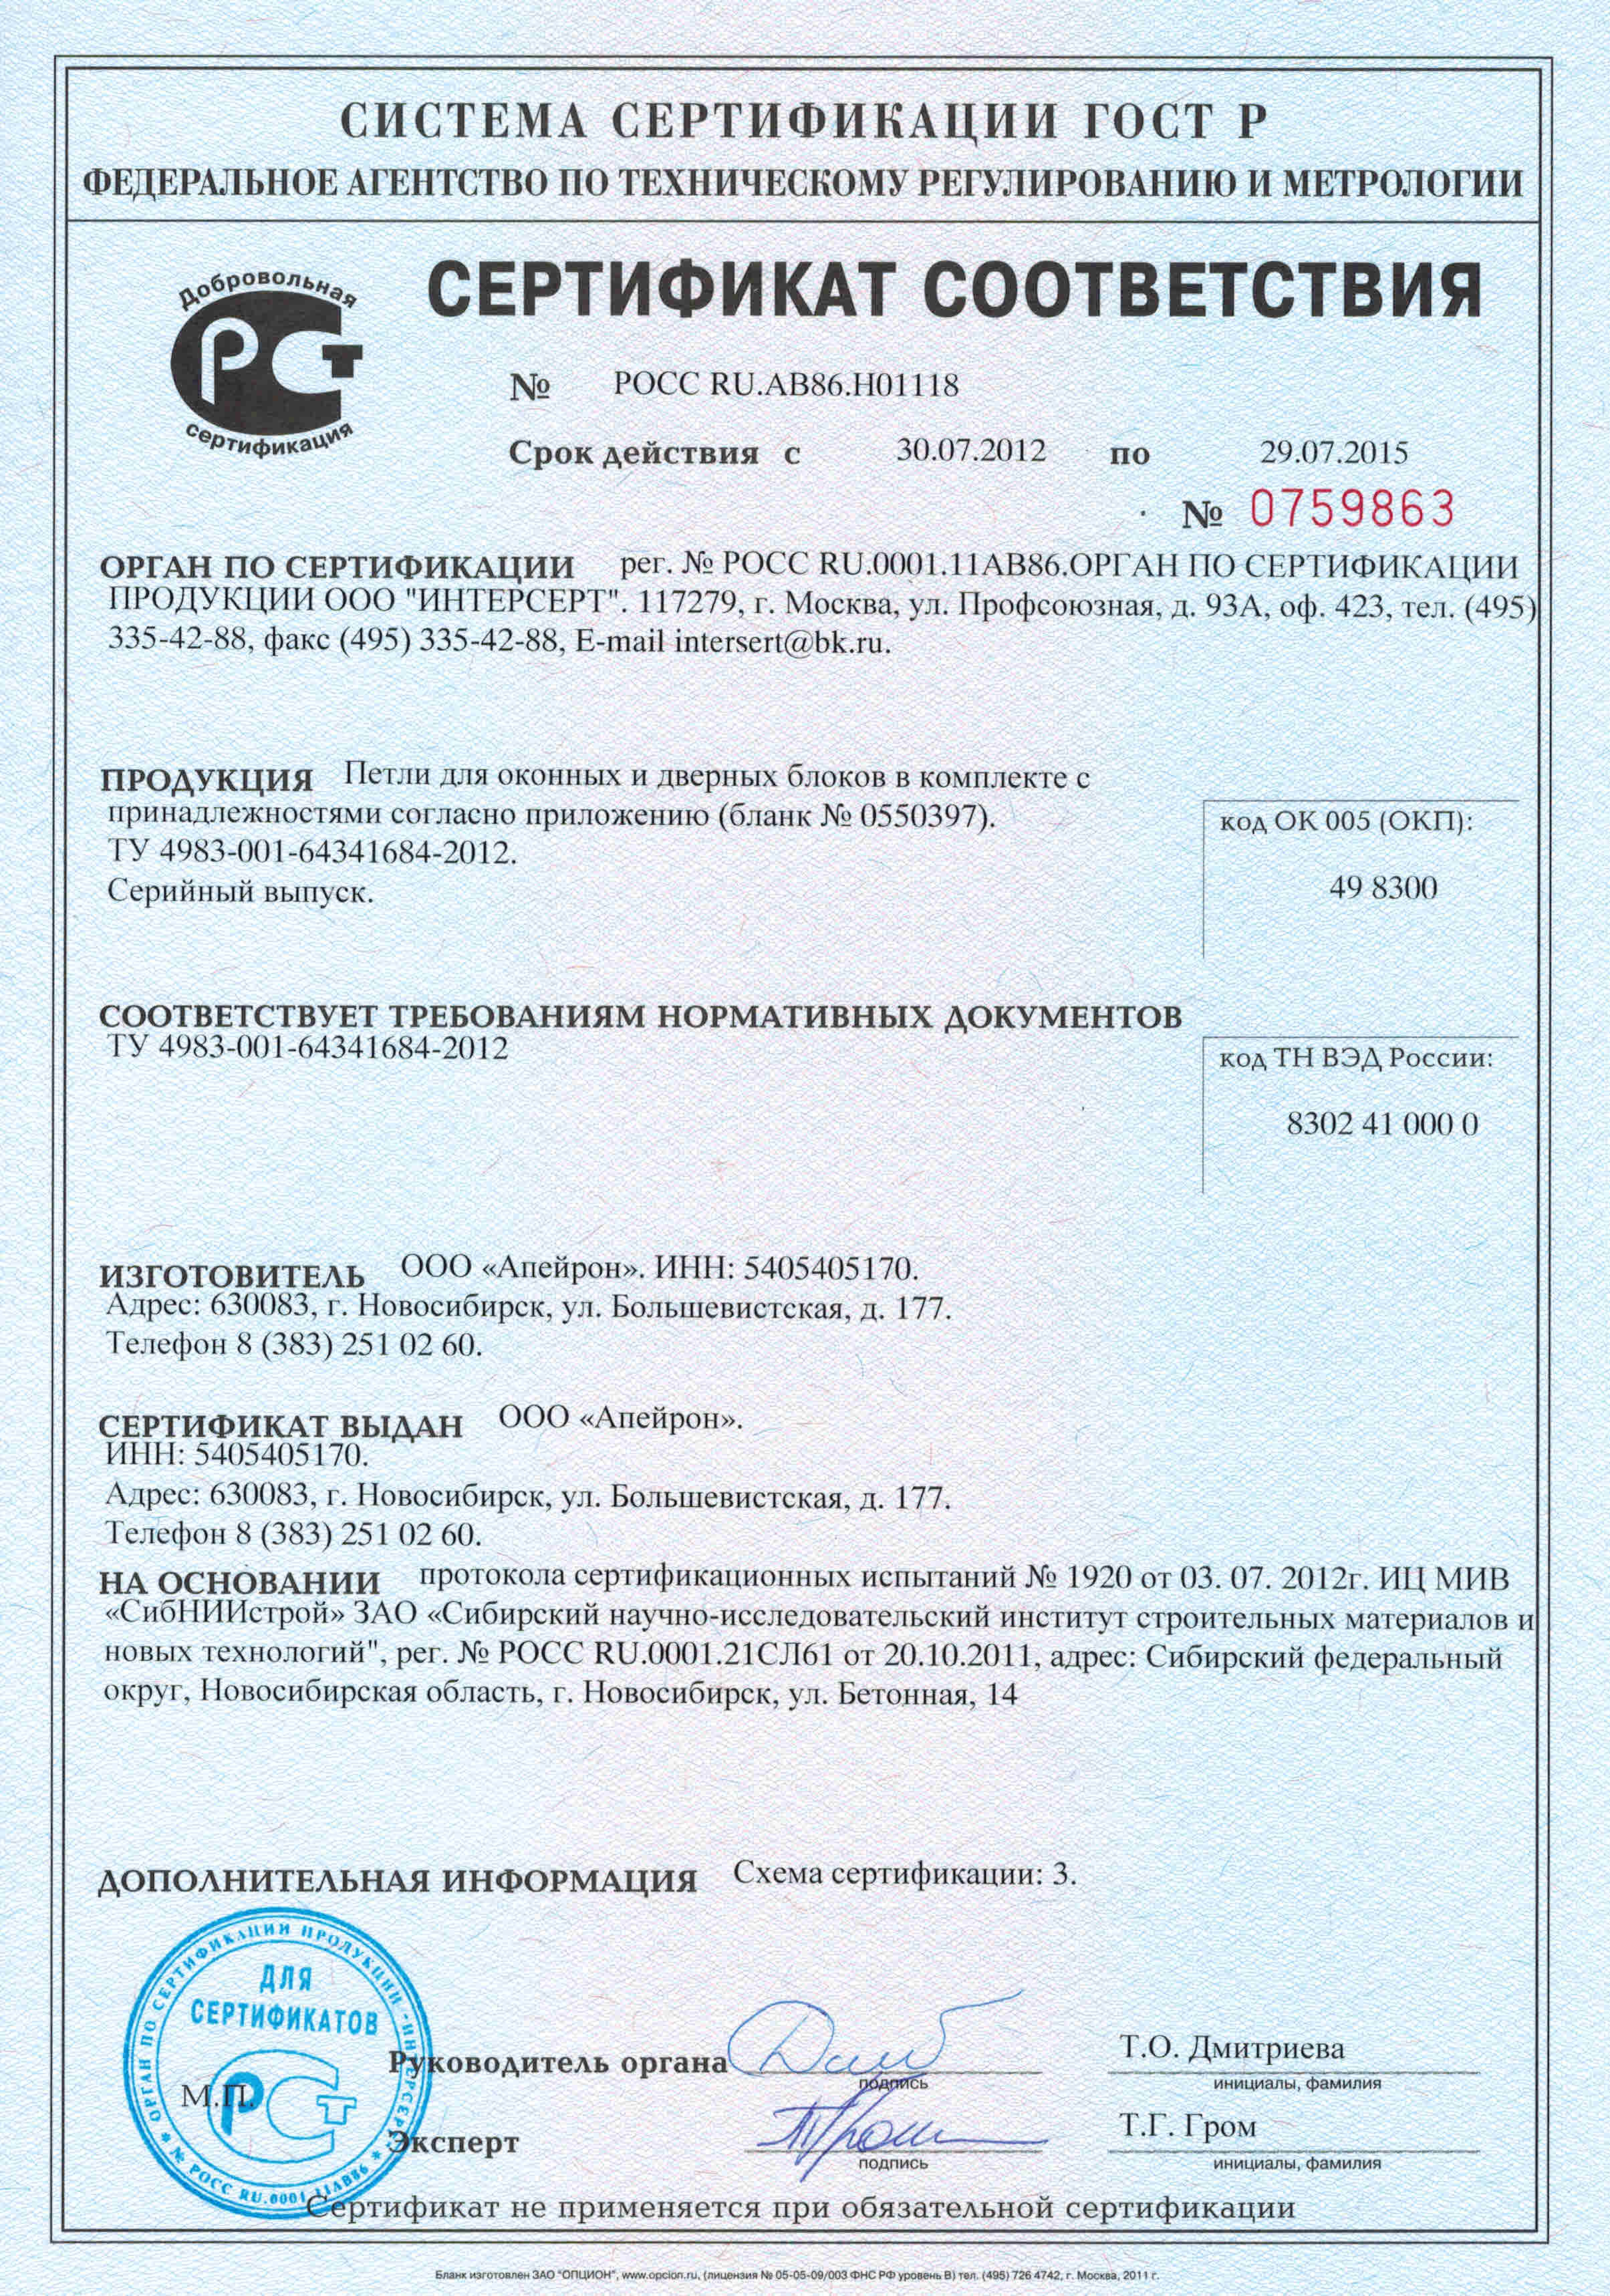 СИСТЕМА СЕРТИФИКАЦИИ ГОСТ Р
ФЕДЕРАЛЬНОЕ АГЕНТСТВО ПО ТЕХНИЧЕСКОМУ РЕГУЛИРОВАНИЮ И МЕТРОЛОГИИ
Добровольная
РСТ
сертификация
СЕРТИФИКАТ СООТВЕТСТВИЯ
№ РОСС RU.АВ86.Н01118
Срок действия с 30.07.2012 по 29.07.2015
№ 0759863
ОРГАН ПО СЕРТИФИКАЦИИ рег. № РОСС RU.0001.11АВ86.ОРГАН ПО СЕРТИФИКАЦИИ
ПРОДУКЦИИ ООО "ИНТЕРСЕРТ". 117279, г. Москва, ул. Профсоюзная, д. 93А, оф. 423, тел. (495)
335-42-88, факс (495) 335-42-88, E-mail intersert@bk.ru.
ПРОДУКЦИЯ Петли для оконных и дверных блоков в комплекте с
принадлежностями согласно приложению (бланк № 0550397).
ТУ 4983-001-64341684-2012.
Серийный выпуск.
код ОК 005 (ОКП):
49 8300
СООТВЕТСТВУЕТ ТРЕБОВАНИЯМ НОРМАТИВНЫХ ДОКУМЕНТОВ
ТУ 4983-001-64341684-2012
код ТН ВЭД России:
8302 41 000 0
ИЗГОТОВИТЕЛЬ ООО «Апейрон». ИНН: 5405405170.
Адрес: 630083, г. Новосибирск, ул. Большевистская, д. 177.
Телефон 8 (383) 251 02 60.
СЕРТИФИКАТ ВЫДАН ООО «Апейрон».
ИНН: 5405405170.
Адрес: 630083, г. Новосибирск, ул. Большевистская, д. 177.
Телефон 8 (383) 251 02 60.
НА ОСНОВАНИИ протокола сертификационных испытаний № 1920 от 03. 07. 2012г. ИЦ МИВ
«СибНИИстрой» ЗАО «Сибирский научно-исследовательский институт строительных материалов и
новых технологий", рег. № РОСС RU.0001.21СЛ61 от 20.10.2011, адрес: Сибирский федеральный
округ, Новосибирская область, г. Новосибирск, ул. Бетонная, 14
ДОПОЛНИТЕЛЬНАЯ ИНФОРМАЦИЯ Схема сертификации: 3.
ОРГАН ПО СЕРТИФИКАЦИИ ПРОДУКЦИИ "ИНТЕРСЕРТ" * № РОСС RU.0001.11АВ86 *
ДЛЯ
СЕРТИФИКАТОВ
РСТ
М.П.
Руководитель органа
подпись
Т.О. Дмитриева
инициалы, фамилия
Эксперт
подпись
Т.Г. Гром
инициалы, фамилия
Сертификат не применяется при обязательной сертификации
Бланк изготовлен ЗАО "ОПЦИОН", www.opcion.ru, (лицензия № 05-05-09/003 ФНС РФ уровень В) тел. (495) 726 4742, г. Москва, 2011 г.